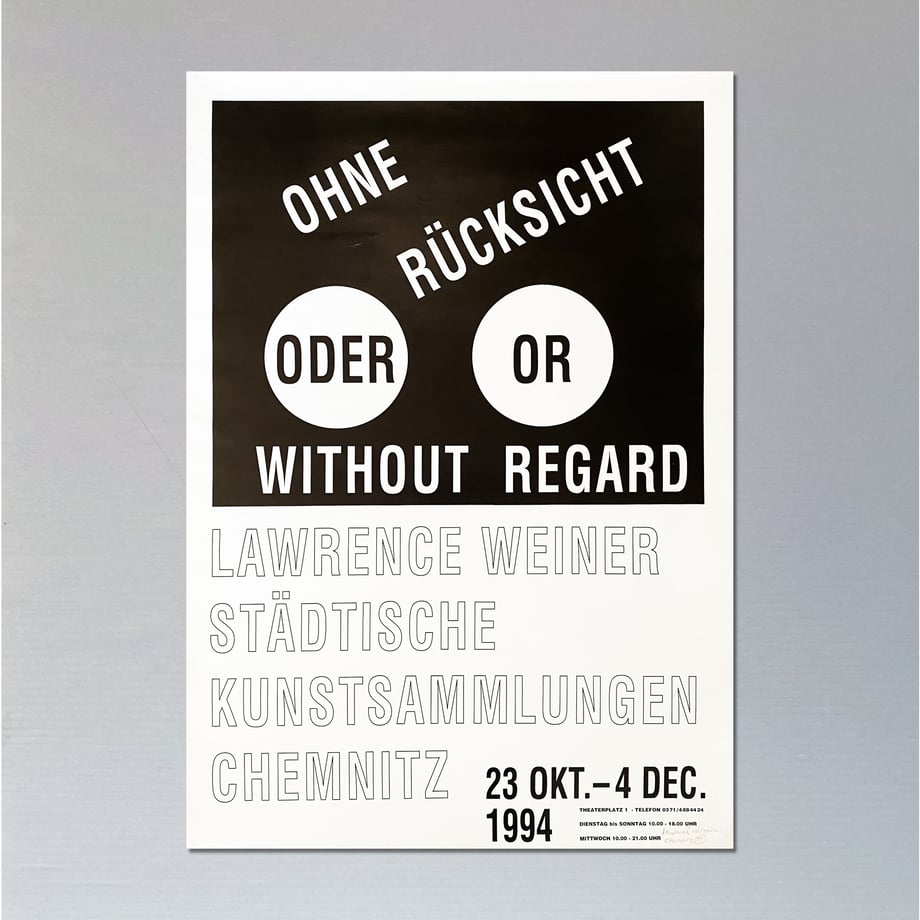 OHNE
RÜCKSICHT
ODER OR
WITHOUT REGARD
LAWRENCE WEINER
STÄDTISCHE
KUNSTSAMMLUNGEN
CHEMNITZ
23 OKT.–4 DEC.
1994
THEATERPLATZ 1 - TELEFON 0371/4884424
DIENSTAG bis SONNTAG 10.00 - 18.00 UHR
MITTWOCH 10.00 - 21.00 UHR